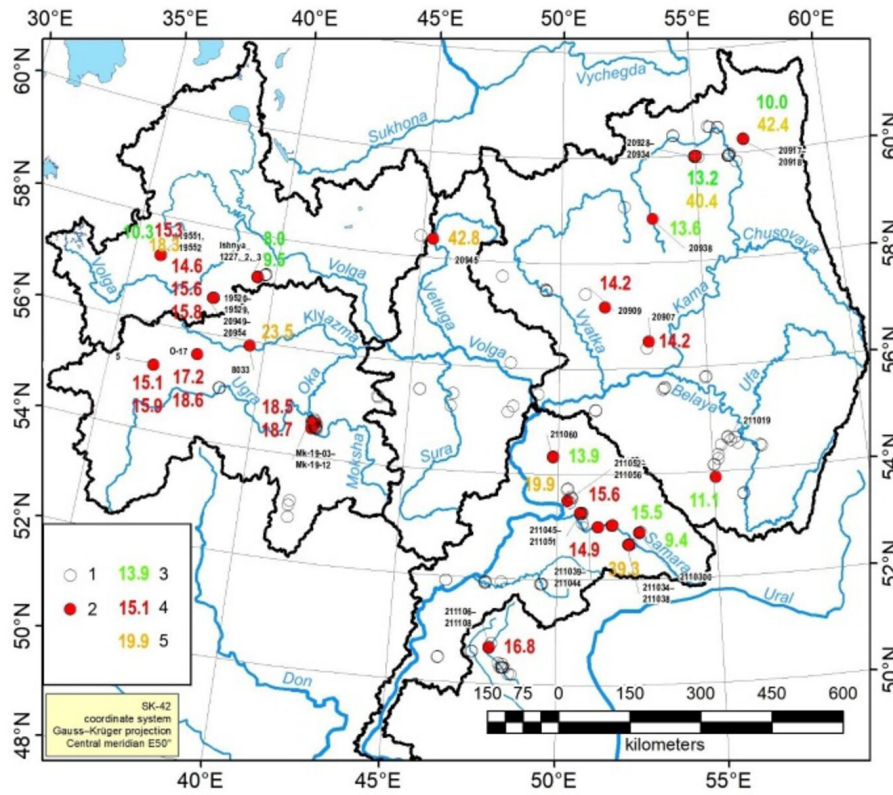 30°E 35°E 40°E 45°E 50°E 55°E 60°E
60°N
58°N
56°N
54°N
52°N
50°N
48°N
60°N
58°N
56°N
54°N
52°N
50°N
40°E 45°E 50°E 55°E
Vychegda
Sukhona
10.0
42.4
20928–
20934
20917–
20918
13.2
40.4
13.6
20938
Chusovaya
42.8
20945
10.3
15.3
18.3
19551,
19552
Ishnya_
1227_2,_3
8.0
9.5
14.6
15.6
15.8
Volga
Volga
19520–
19529,
20949–
20954
Klyazma
23.5
Vetluga
Volga
14.2
20909
20907
Kama
14.2
Vyatka
5
O-17
8033
15.1
15.9
17.2
18.6
Ugra
Oka
18.5
18.7
Mk-19-03–
Mk-19-12
Moksha
Sura
Belaya
Ufa
211019
211060
13.9
211052–
211056
19.9
15.6
11.1
15.5
9.4
211045–
211051
14.9
39.3
Samara
211039–
211044
211034–
211038
Ural
211106–
211108
16.8
Don
1 13.9 3
2 15.1 4
19.9 5
SK-42
coordinate system
Gauss–Krüger projection
Central meridian E50°
150 75 0 150 300 450 600
kilometers